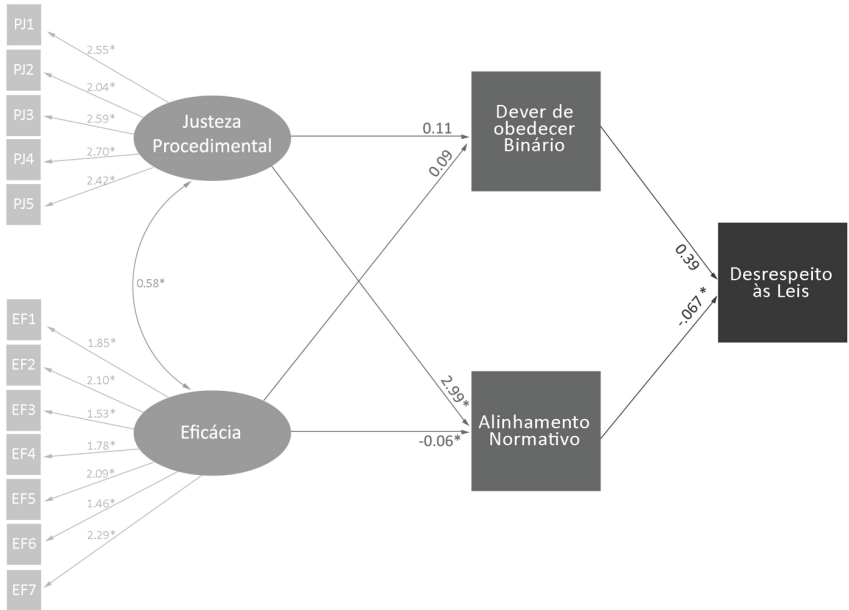 PJ1
PJ2
PJ3
PJ4
PJ5
2.55*
2.04*
2.59*
2.70*
2.42*
Justeza
Procedimental
0.58*
EF1
EF2
EF3
EF4
EF5
EF6
EF7
1.85*
2.10*
1.53*
1.78*
2.09*
1.46*
2.29*
Eficácia
0.11
0.09
2.99*
-0.06*
Dever de
obedecer
Binário
Alinhamento
Normativo
0.39
-.067*
Desrespeito
às Leis